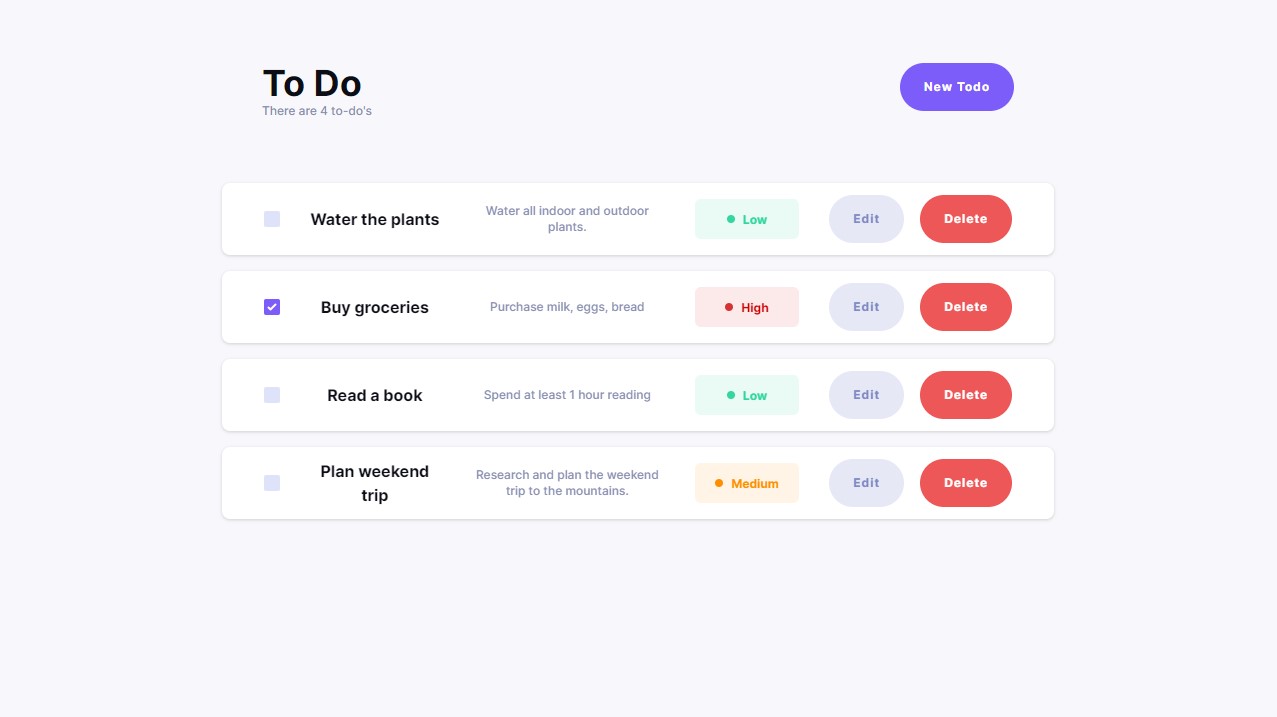 To Do
There are 4 to-do's
New Todo
Water the plants
Water all indoor and outdoor
plants.
Low
Edit
Delete
Buy groceries
Purchase milk, eggs, bread
High
Edit
Delete
Read a book
Spend at least 1 hour reading
Low
Edit
Delete
Plan weekend
trip
Research and plan the weekend
trip to the mountains.
Medium
Edit
Delete